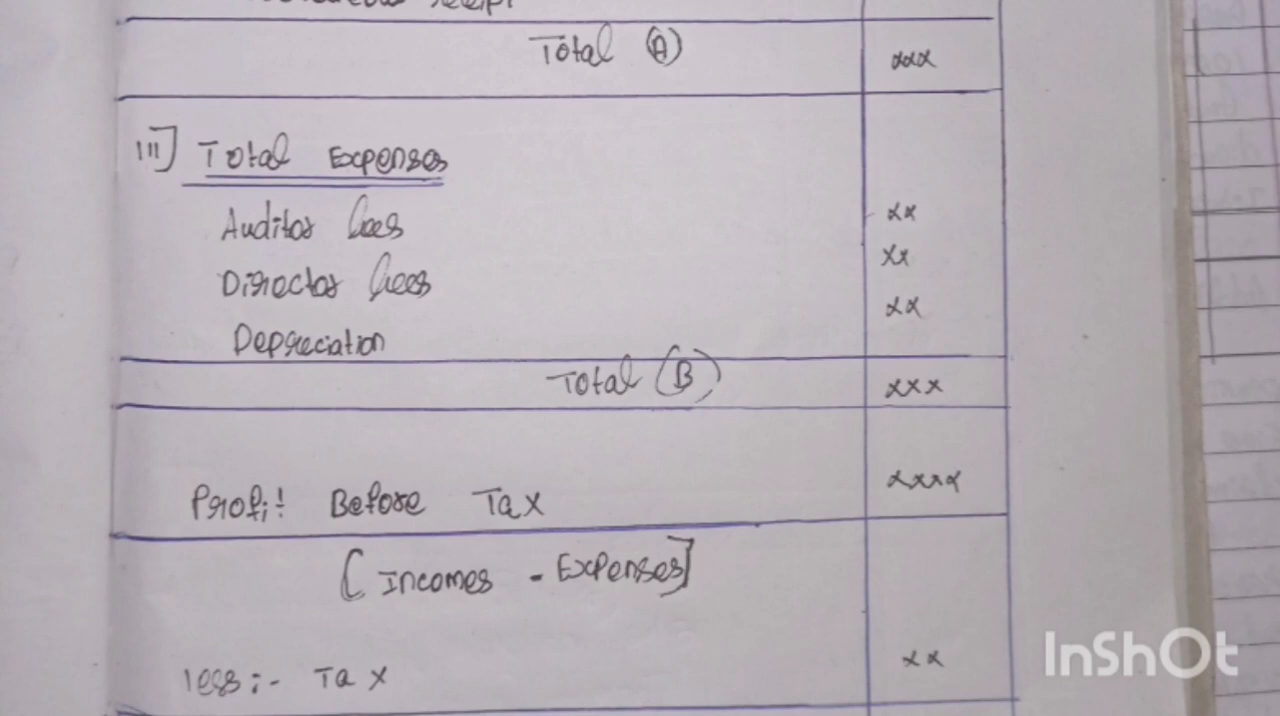 Total (A) xxx
III] Total Expenses
Auditor fees xx
Director fees xx
Depreciation xx
Total (B) xxx
Profit Before Tax xxxx
[Incomes - Expenses]
less :- Tax xx
InShOt